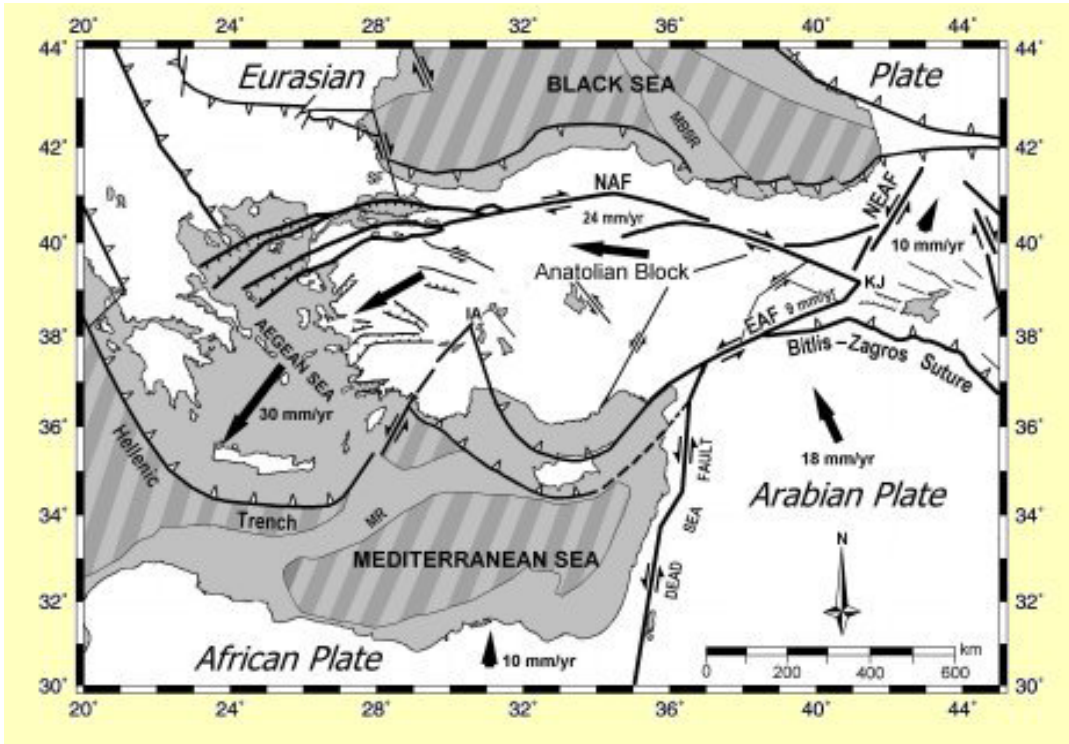 20° 24° 28° 32° 36° 40° 44°
44° 44°
Eurasian Plate
BLACK SEA
MBSR
42° 42°
SF
NAF
NEAF
24 mm/yr
10 mm/yr
40° 40°
Anatolian Block
KJ
EAF 9 mm/yr
IA
38° 38°
Bitlis-Zagros Suture
AEGEAN SEA
36° 36°
30 mm/yr
Hellenic
Trench
18 mm/yr
DEAD SEA FAULT
Arabian Plate
34° 34°
MR
MEDITERRANEAN SEA
N
32° 32°
African Plate
10 mm/yr
km
0 200 400 600
30° 30°
20° 24° 28° 32° 36° 40° 44°